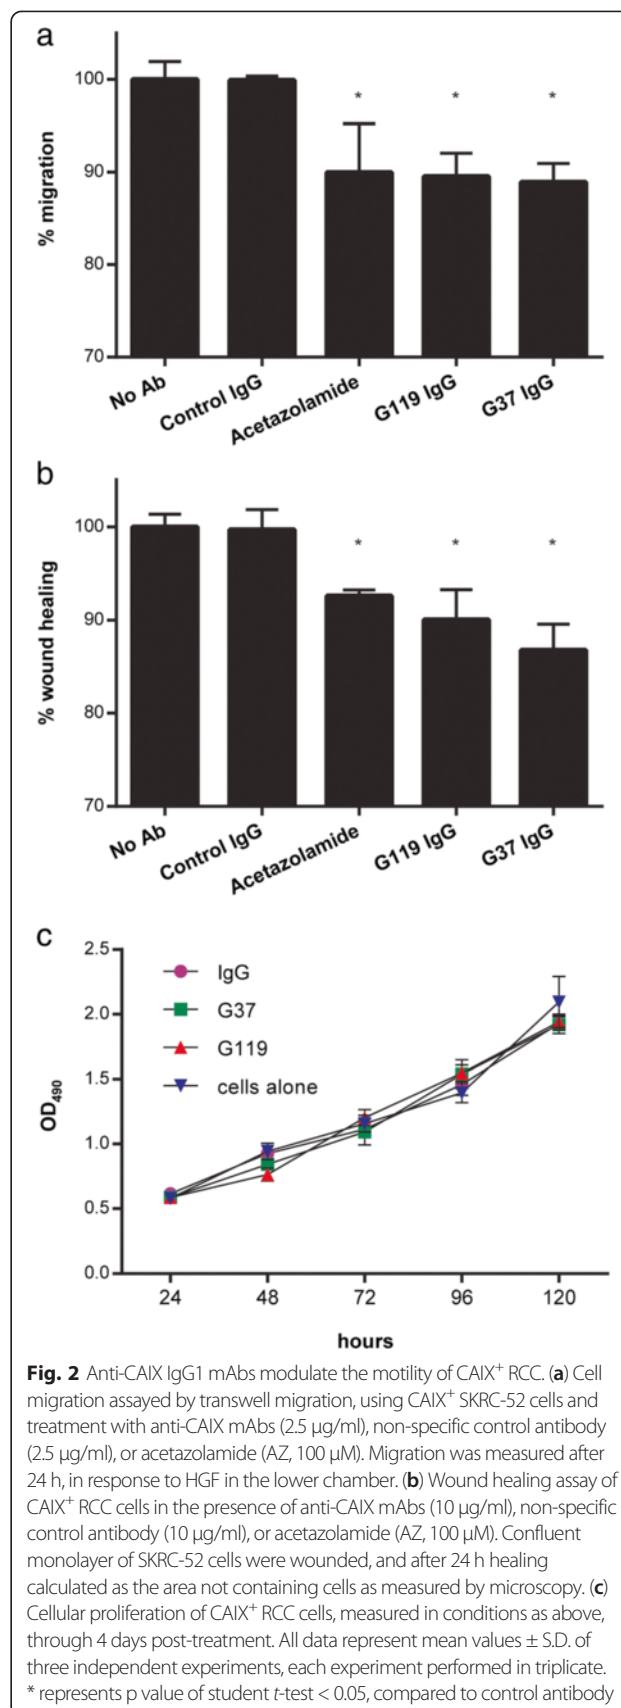 a
100
90
80
70
% migration
* * *
No Ab
Control IgG
Acetazolamide
G119 IgG
G37 IgG
b
100
90
80
70
% wound healing
* * *
No Ab
Control IgG
Acetazolamide
G119 IgG
G37 IgG
c
2.5
2.0
1.5
1.0
0.5
0.0
OD490
IgG
G37
G119
cells alone
24 48 72 96 120
hours
Fig. 2 Anti-CAIX IgG1 mAbs modulate the motility of CAIX+ RCC. (a) Cell
migration assayed by transwell migration, using CAIX+ SKRC-52 cells and
treatment with anti-CAIX mAbs (2.5 μg/ml), non-specific control antibody
(2.5 μg/ml), or acetazolamide (AZ, 100 μM). Migration was measured after
24 h, in response to HGF in the lower chamber. (b) Wound healing assay of
CAIX+ RCC cells in the presence of anti-CAIX mAbs (10 μg/ml), non-specific
control antibody (10 μg/ml), or acetazolamide (AZ, 100 μM). Confluent
monolayer of SKRC-52 cells were wounded, and after 24 h healing
calculated as the area not containing cells as measured by microscopy. (c)
Cellular proliferation of CAIX+ RCC cells, measured in conditions as above,
through 4 days post-treatment. All data represent mean values ± S.D. of
three independent experiments, each experiment performed in triplicate.
* represents p value of student t-test < 0.05, compared to control antibody